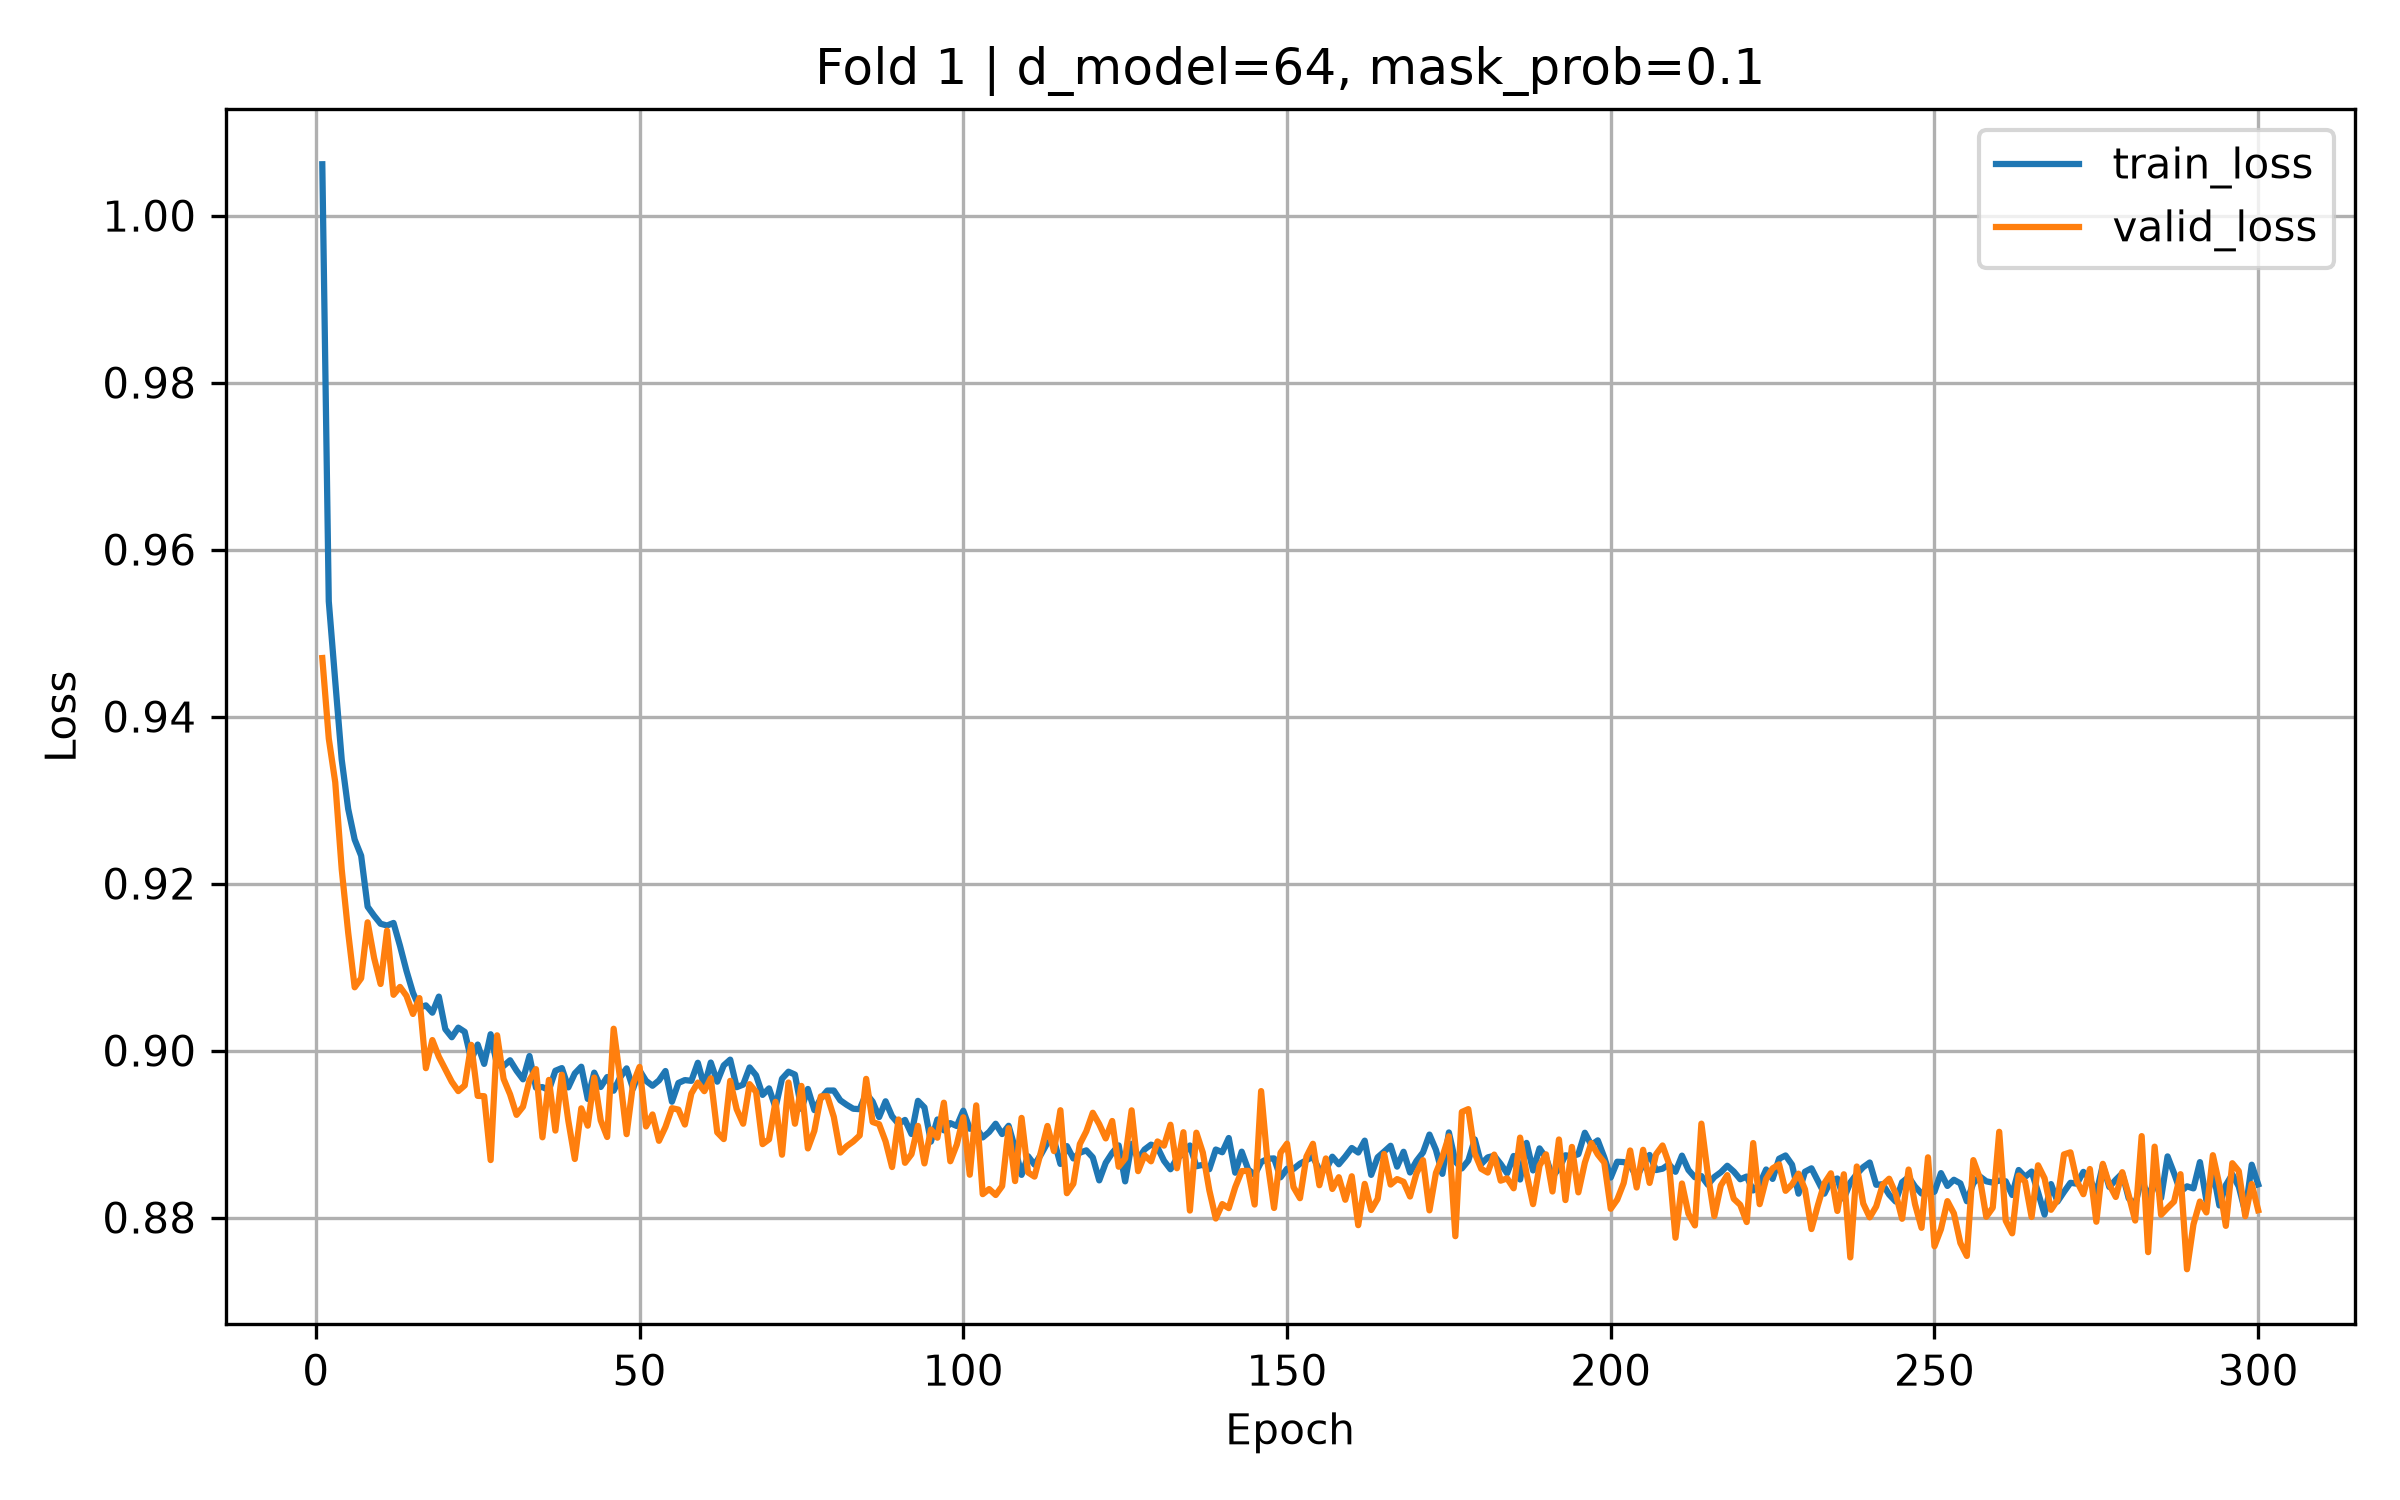 Fold 1 | d_model=64, mask_prob=0.1
train_loss
valid_loss
1.00
0.98
0.96
0.94
0.92
0.90
0.88
Loss
0 50 100 150 200 250 300
Epoch